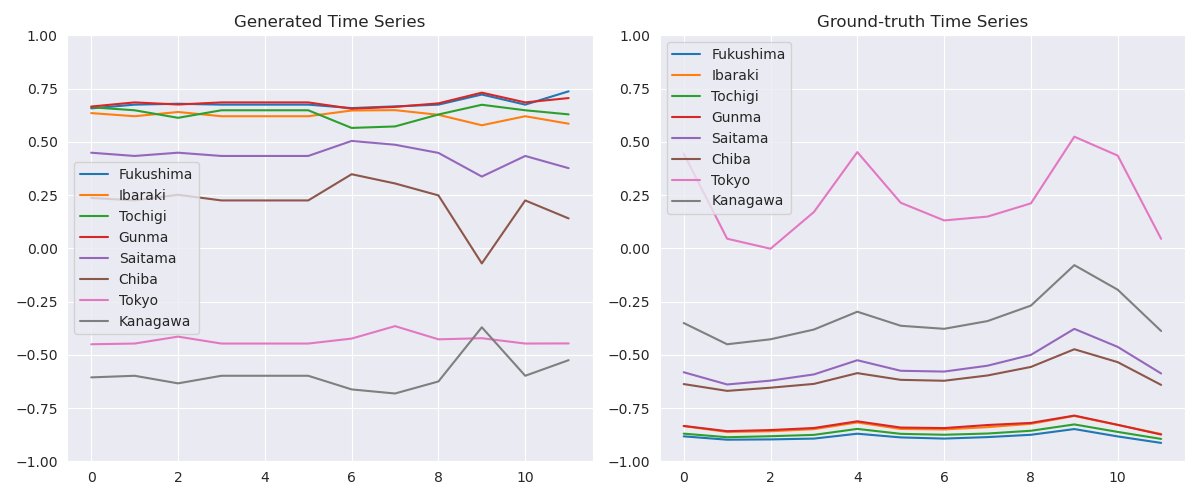 Generated Time Series
1.00
0.75
0.50
0.25
0.00
−0.25
−0.50
−0.75
−1.00
0
2
4
6
8
10
Fukushima
Ibaraki
Tochigi
Gunma
Saitama
Chiba
Tokyo
Kanagawa
Ground-truth Time Series
1.00
0.75
0.50
0.25
0.00
−0.25
−0.50
−0.75
−1.00
0
2
4
6
8
10
Fukushima
Ibaraki
Tochigi
Gunma
Saitama
Chiba
Tokyo
Kanagawa